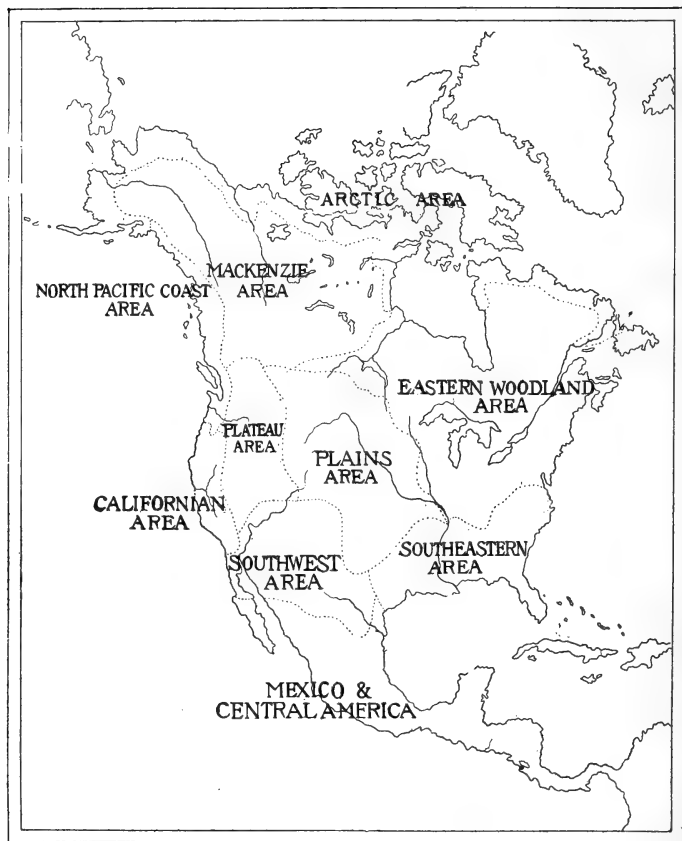 ARCTIC AREA
MACKENZIE
AREA
NORTH PACIFIC COAST
AREA
EASTERN WOODLAND
AREA
PLATEAU
AREA
PLAINS
AREA
CALIFORNIAN
AREA
SOUTHWEST
AREA
SOUTHEASTERN
AREA
MEXICO &
CENTRAL AMERICA